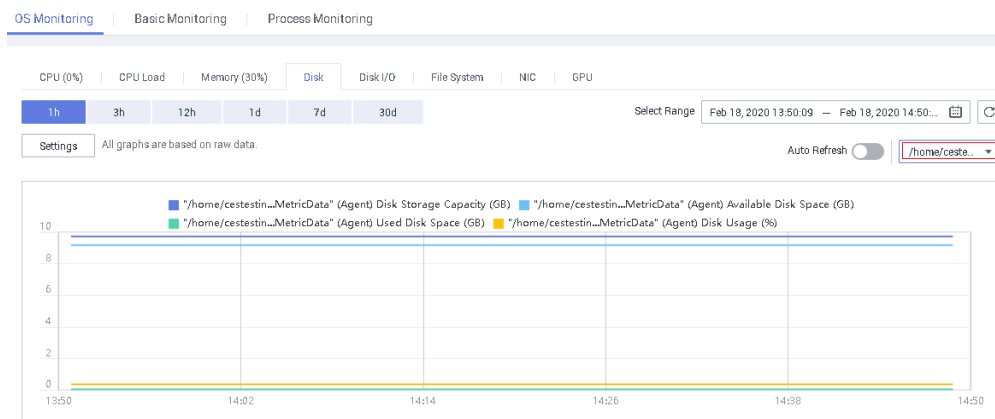 OS Monitoring Basic Monitoring Process Monitoring
CPU (0%) CPU Load Memory (30%) Disk Disk I/O File System NIC GPU
1h 3h 12h 1d 7d 30d Select Range Feb 18, 2020 13:50:09 — Feb 18, 2020 14:50:...
Settings All graphs are based on raw data.
Auto Refresh /home/ceste...
"/home/cestestin...MetricData" (Agent) Disk Storage Capacity (GB) "/home/cestestin...MetricData" (Agent) Available Disk Space (GB)
"/home/cestestin...MetricData" (Agent) Used Disk Space (GB) "/home/cestestin...MetricData" (Agent) Disk Usage (%)
10
8
6
4
2
0
13:50 14:02 14:14 14:26 14:38 14:50